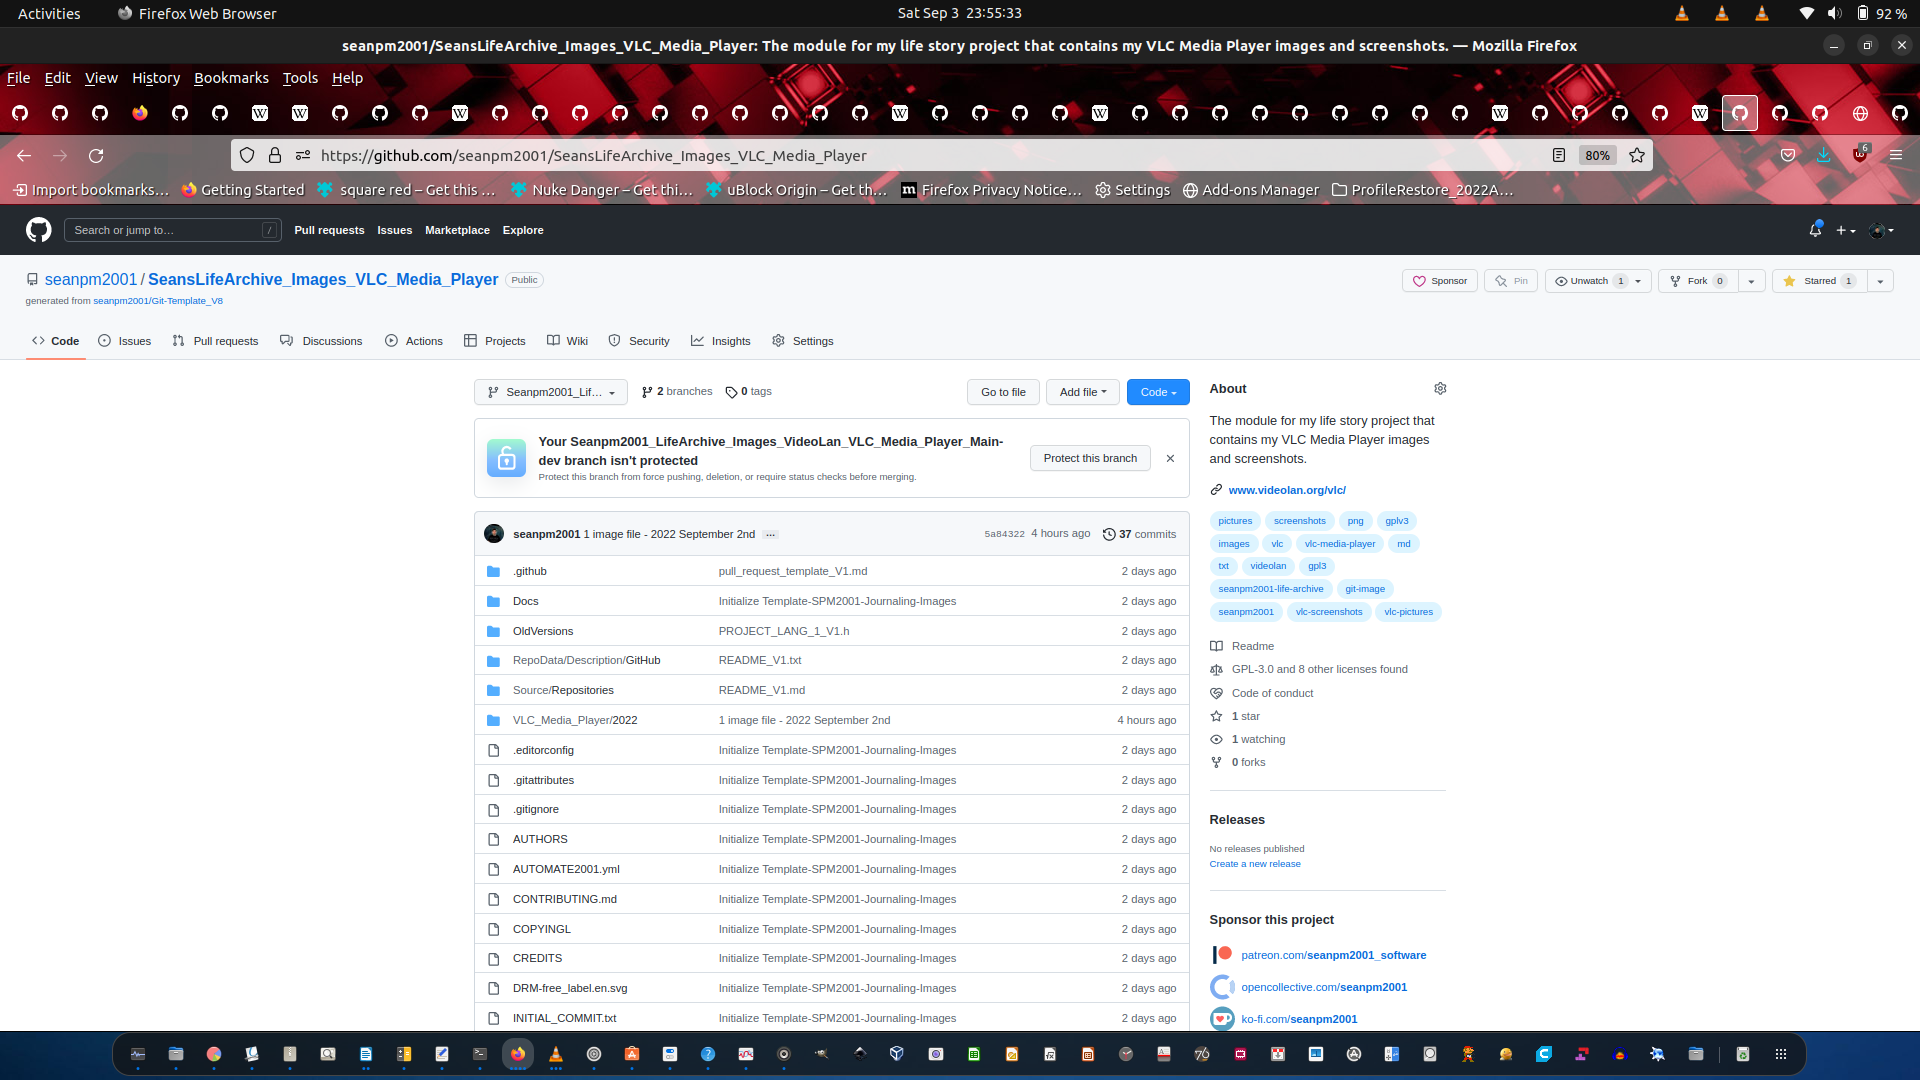 Activities Firefox Web Browser Sat Sep 3 23:55:33 92 %
seanpm2001/SeansLifeArchive_Images_VLC_Media_Player: The module for my life story project that contains my VLC Media Player images and screenshots. — Mozilla Firefox
File Edit View History Bookmarks Tools Help
https://github.com/seanpm2001/SeansLifeArchive_Images_VLC_Media_Player 80% 6
Import bookmarks… Getting Started square red – Get this … Nuke Danger – Get thi… uBlock Origin – Get th… Firefox Privacy Notice… Settings Add-ons Manager ProfileRestore_2022A…
Search or jump to… / Pull requests Issues Marketplace Explore
seanpm2001 / SeansLifeArchive_Images_VLC_Media_Player Public Sponsor Pin Unwatch 1 Fork 0 Starred 1
generated from seanpm2001/Git-Template_V8
Code Issues Pull requests Discussions Actions Projects Wiki Security Insights Settings
Seanpm2001_Lif… 2 branches 0 tags Go to file Add file Code
Your Seanpm2001_LifeArchive_Images_VideoLan_VLC_Media_Player_Main-
dev branch isn't protected
Protect this branch from force pushing, deletion, or require status checks before merging.
Protect this branch
seanpm2001 1 image file - 2022 September 2nd … 5a84322 4 hours ago 37 commits
.github pull_request_template_V1.md 2 days ago
Docs Initialize Template-SPM2001-Journaling-Images 2 days ago
OldVersions PROJECT_LANG_1_V1.h 2 days ago
RepoData/Description/GitHub README_V1.txt 2 days ago
Source/Repositories README_V1.md 2 days ago
VLC_Media_Player/2022 1 image file - 2022 September 2nd 4 hours ago
.editorconfig Initialize Template-SPM2001-Journaling-Images 2 days ago
.gitattributes Initialize Template-SPM2001-Journaling-Images 2 days ago
.gitignore Initialize Template-SPM2001-Journaling-Images 2 days ago
AUTHORS Initialize Template-SPM2001-Journaling-Images 2 days ago
AUTOMATE2001.yml Initialize Template-SPM2001-Journaling-Images 2 days ago
CONTRIBUTING.md Initialize Template-SPM2001-Journaling-Images 2 days ago
COPYINGL Initialize Template-SPM2001-Journaling-Images 2 days ago
CREDITS Initialize Template-SPM2001-Journaling-Images 2 days ago
DRM-free_label.en.svg Initialize Template-SPM2001-Journaling-Images 2 days ago
INITIAL_COMMIT.txt Initialize Template-SPM2001-Journaling-Images 2 days ago
About
The module for my life story project that
contains my VLC Media Player images
and screenshots.
www.videolan.org/vlc/
pictures screenshots png gplv3
images vlc vlc-media-player md
txt videolan gpl3
seanpm2001-life-archive git-image
seanpm2001 vlc-screenshots vlc-pictures
Readme
GPL-3.0 and 8 other licenses found
Code of conduct
1 star
1 watching
0 forks
Releases
No releases published
Create a new release
Sponsor this project
patreon.com/seanpm2001_software
opencollective.com/seanpm2001
ko-fi.com/seanpm2001